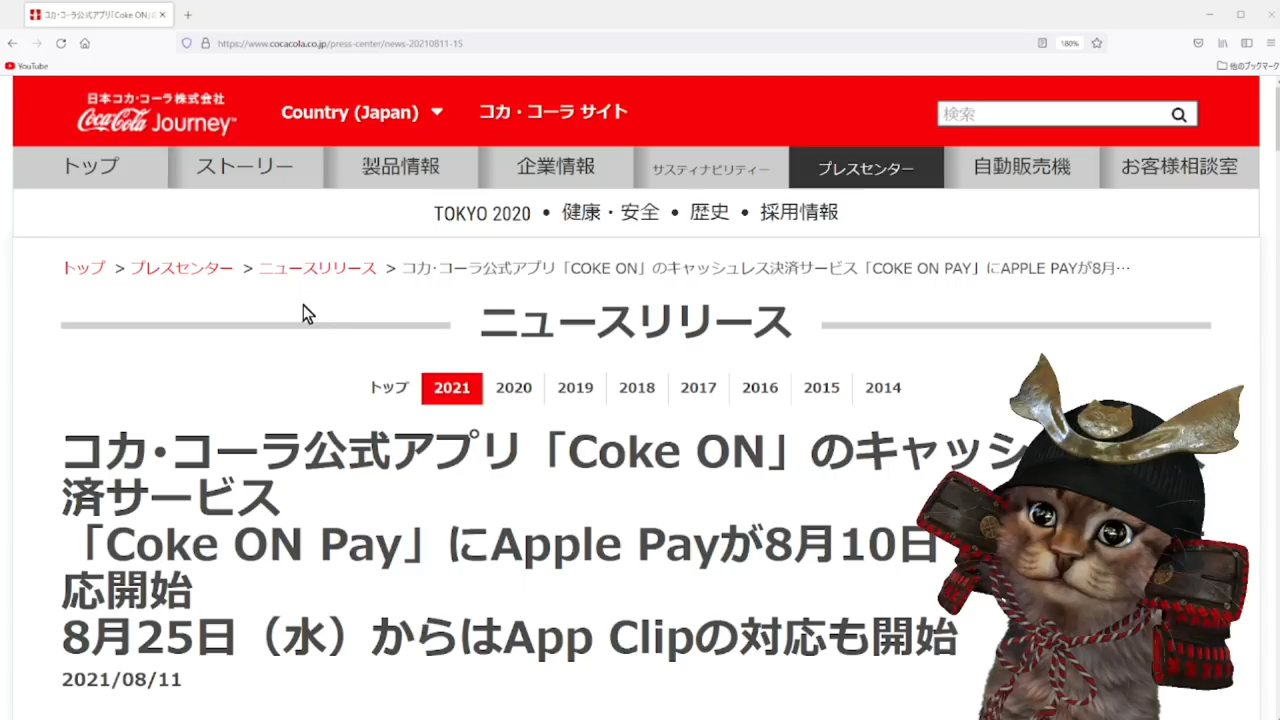 コカ·コーラ公式アプリ「Coke ON」の
https://www.cocacola.co.jp/press-center/news-20210811-15
180%
YouTube
他のブックマーク
日本コカ·コーラ株式会社
Coca-Cola Journey
Country (Japan)
コカ・コーラ サイト
検索
トップ
ストーリー
製品情報
企業情報
サスティナビリティー
プレスセンター
自動販売機
お客様相談室
TOKYO 2020 • 健康・安全 • 歴史 • 採用情報
トップ > プレスセンター > ニュースリリース > コカ·コーラ公式アプリ「COKE ON」のキャッシュレス決済サービス「COKE ON PAY」にAPPLE PAYが8月…
ニュースリリース
トップ 2021 2020 2019 2018 2017 2016 2015 2014
コカ·コーラ公式アプリ「Coke ON」のキャッシ
済サービス
「Coke ON Pay」にApple Payが8月10日
応開始
8月25日（水）からはApp Clipの対応も開始
2021/08/11